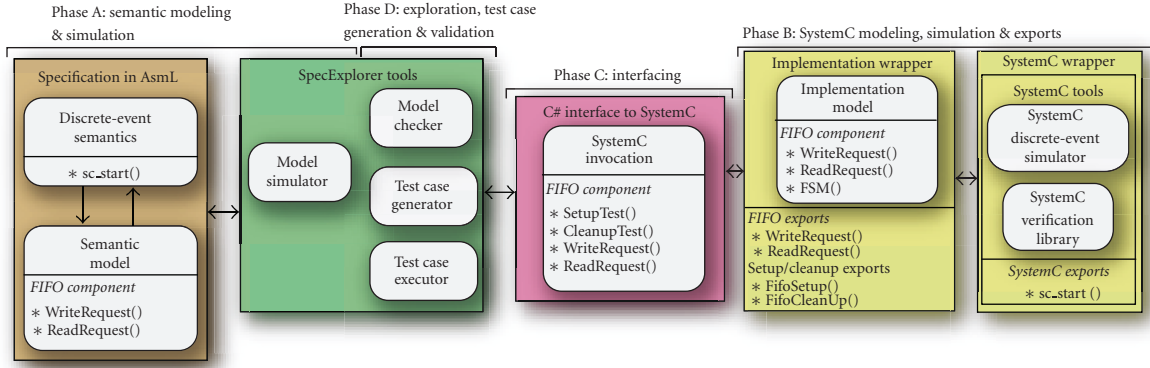 Phase A: semantic modeling
& simulation
Phase D: exploration, test case
generation & validation
Phase C: interfacing
Phase B: SystemC modeling, simulation & exports
Specification in AsmL
Discrete-event
semantics
* sc_start()
Semantic
model
FIFO component
* WriteRequest()
* ReadRequest()
SpecExplorer tools
Model
simulator
Model
checker
Test case
generator
Test case
executor
C# interface to SystemC
SystemC
invocation
FIFO component
* SetupTest()
* CleanupTest()
* WriteRequest()
* ReadRequest()
Implementation wrapper
Implementation
model
FIFO component
* WriteRequest()
* ReadRequest()
* FSM()
FIFO exports
* WriteRequest()
* ReadRequest()
Setup/cleanup exports
* FifoSetup()
* FifoCleanUp()
SystemC wrapper
SystemC tools
SystemC
discrete-event
simulator
SystemC
verification
library
SystemC exports
* sc_start ()